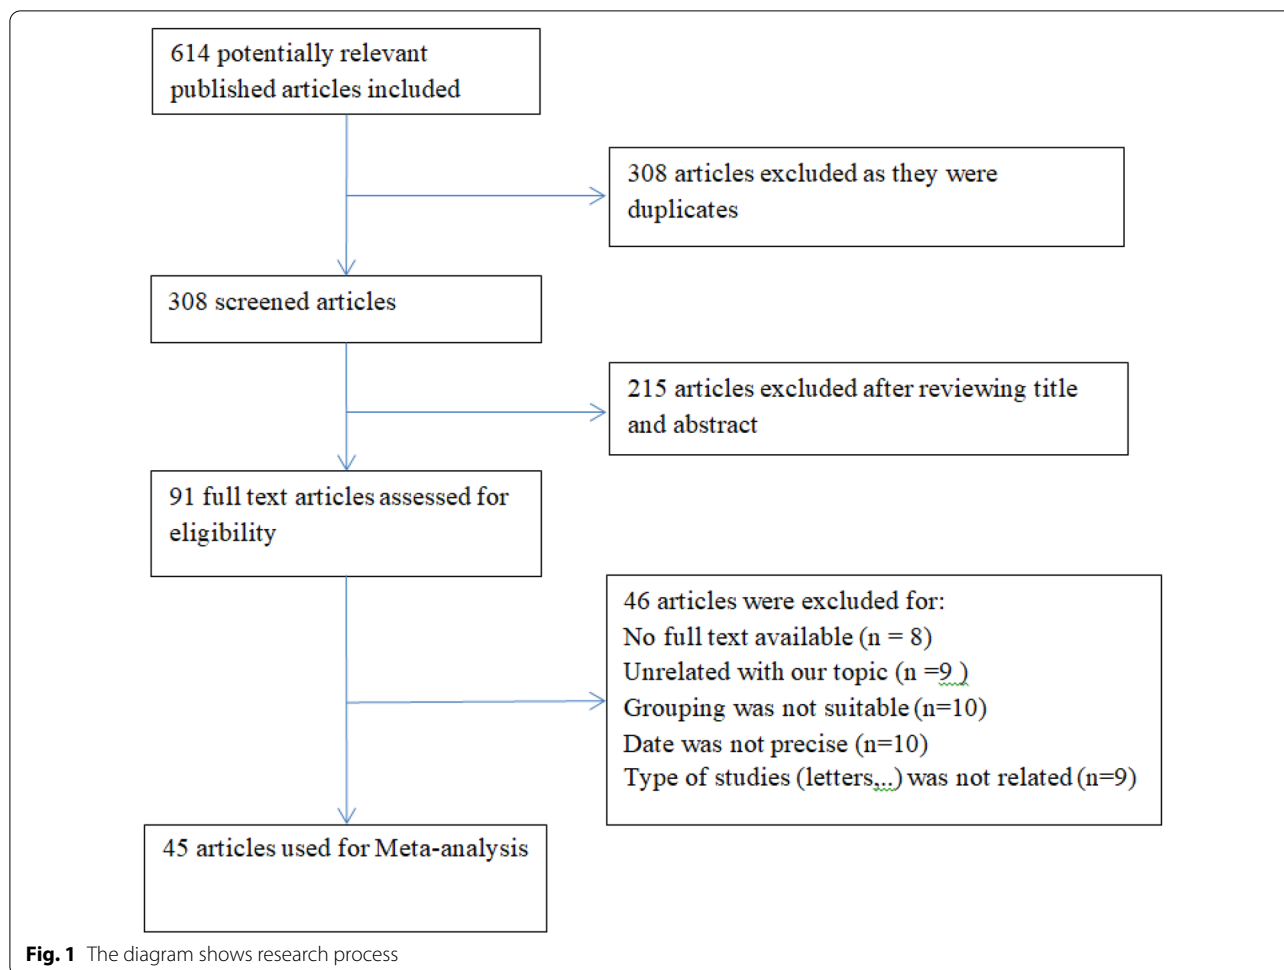 614 potentially relevant
published articles included
308 articles excluded as they were
duplicates
308 screened articles
215 articles excluded after reviewing title
and abstract
91 full text articles assessed for
eligibility
46 articles were excluded for:
No full text available (n = 8)
Unrelated with our topic (n =9 )
Grouping was not suitable (n=10)
Date was not precise (n=10)
Type of studies (letters,..) was not related (n=9)
45 articles used for Meta-analysis
Fig. 1 The diagram shows research process